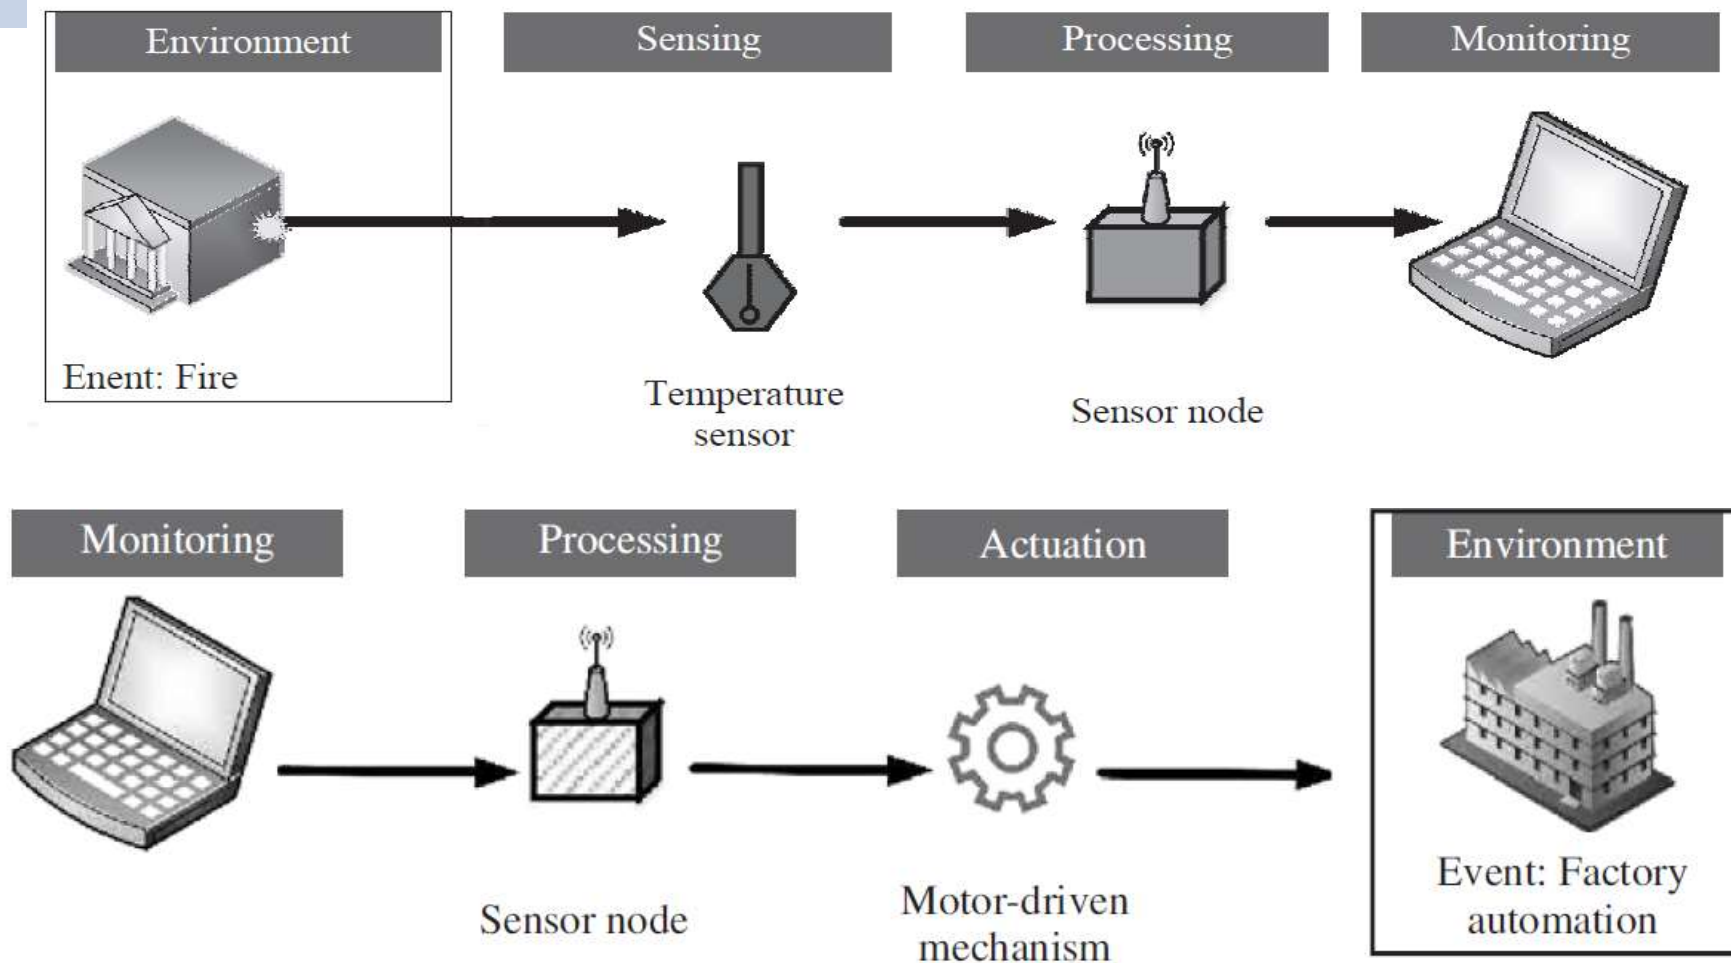 Environment
Sensing
Processing
Monitoring
Enent: Fire
Temperature
sensor
Sensor node
Monitoring
Processing
Actuation
Environment
Sensor node
Motor-driven
mechanism
Event: Factory
automation